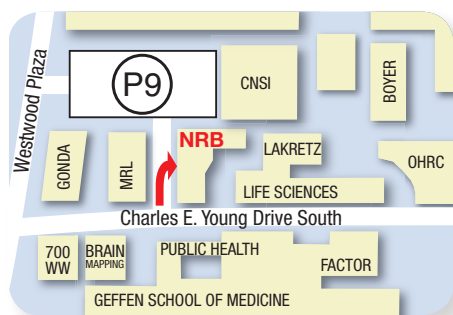 P9
CNSI
BOYER
Westwood Plaza
NRB
GONDA
MRL
LAKRETZ
OHRC
LIFE SCIENCES
Charles E. Young Drive South
700
WW
BRAIN
MAPPING
PUBLIC HEALTH
FACTOR
GEFFEN SCHOOL OF MEDICINE